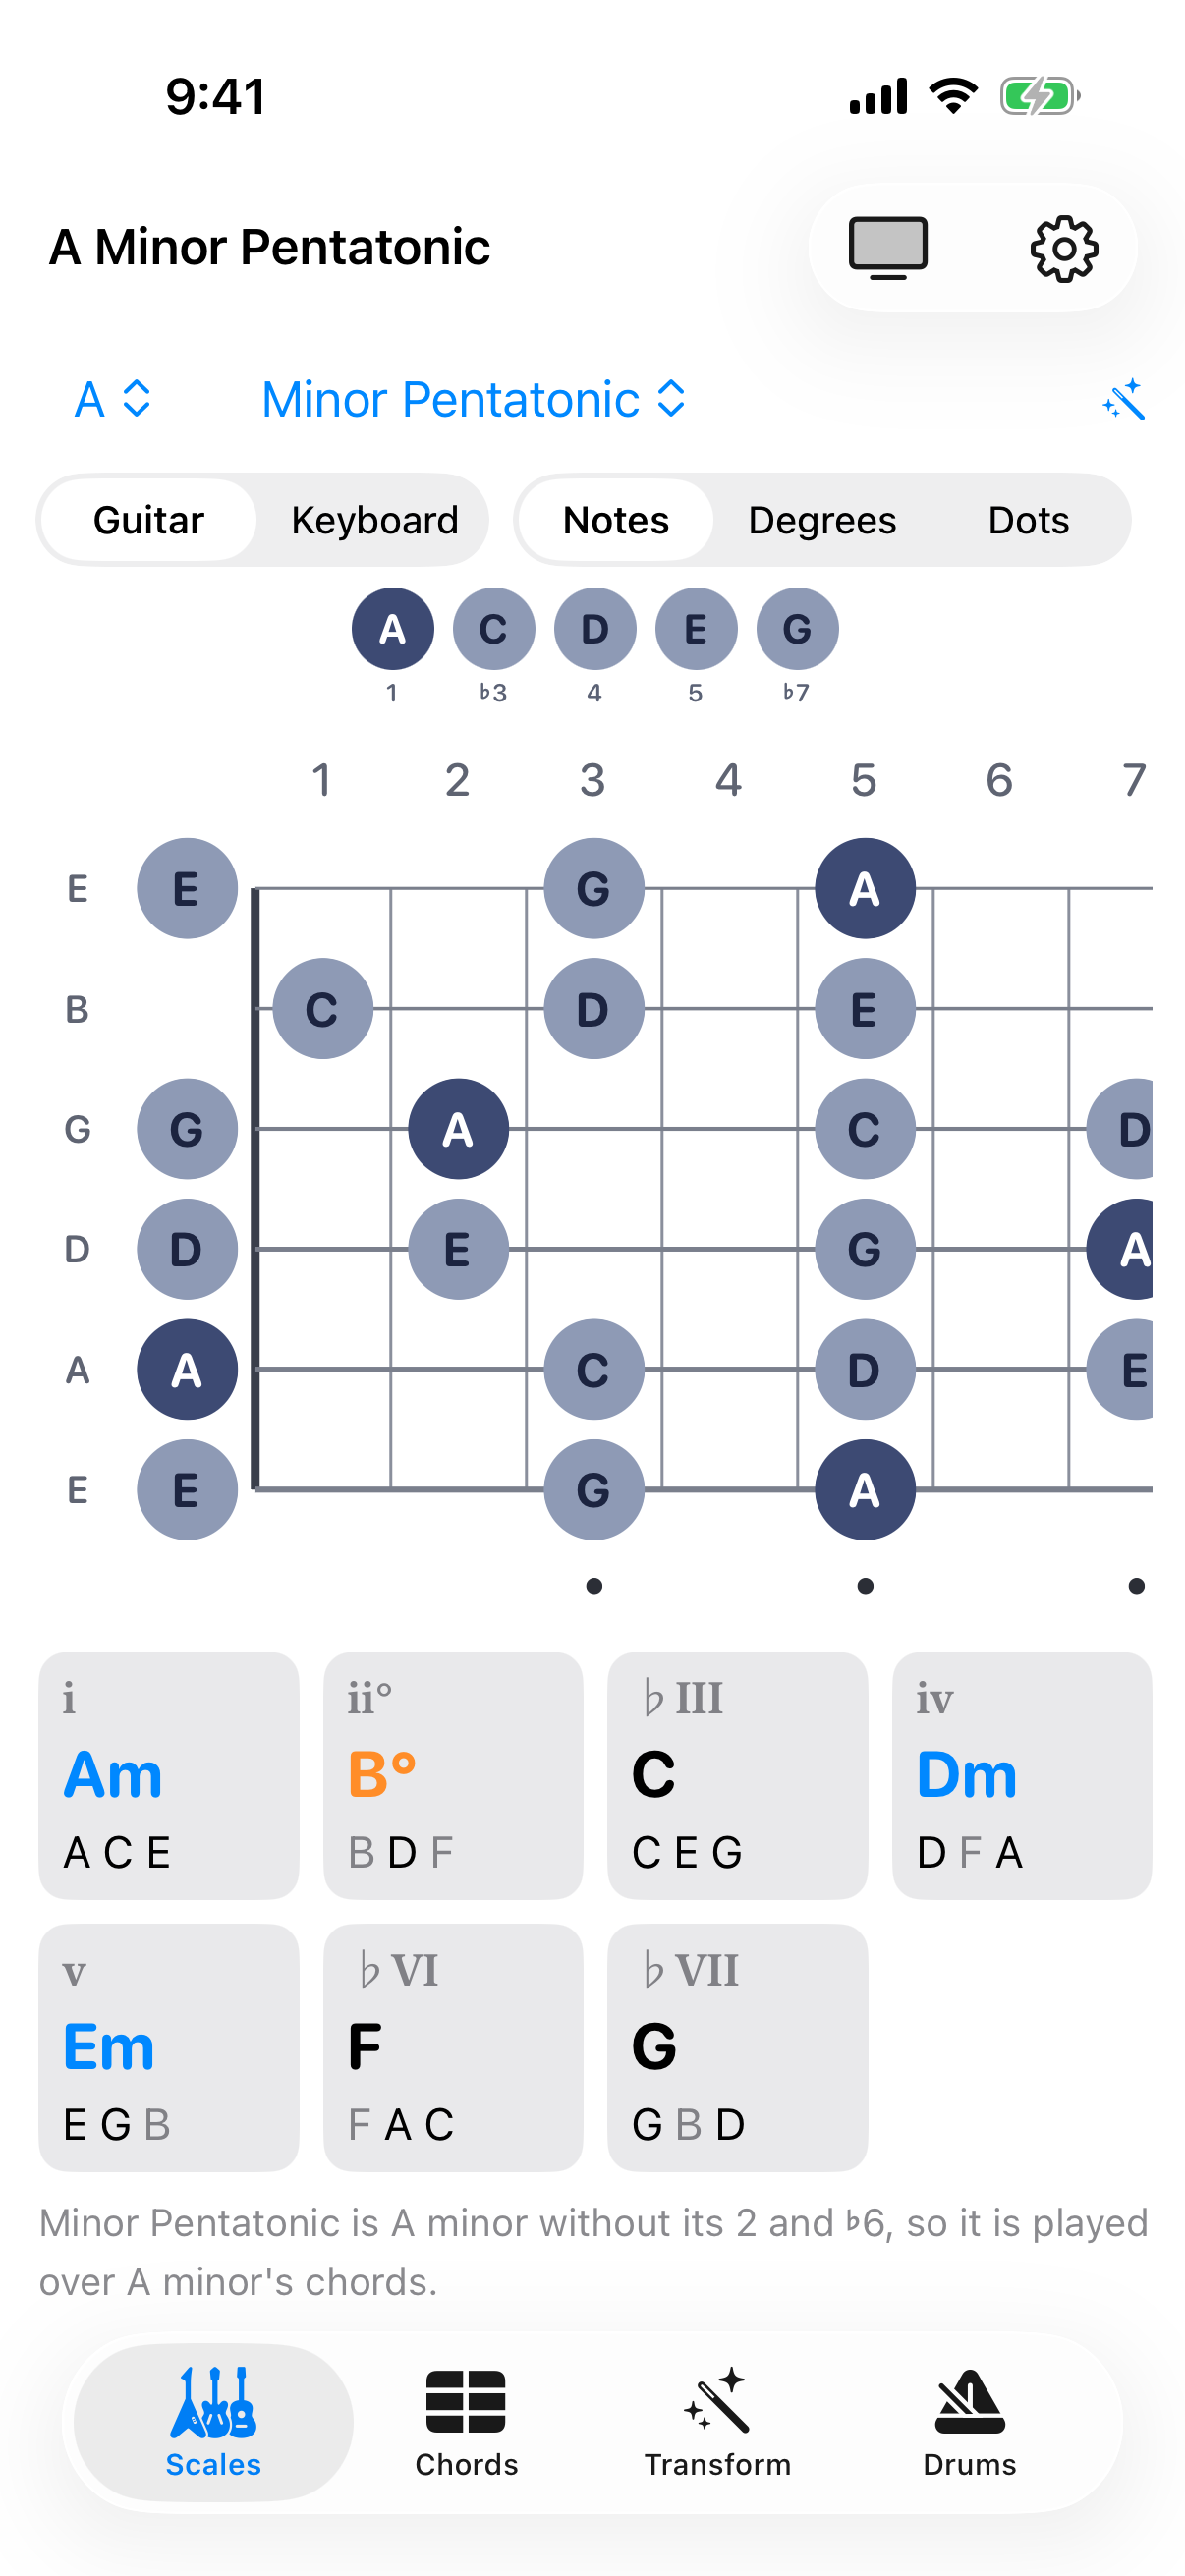 9:41
A Minor Pentatonic
A Minor Pentatonic
Guitar Keyboard Notes Degrees Dots
A C D E G
1 ♭3 4 5 ♭7
1 2 3 4 5 6 7
E E G A
B C D E
G G A C D
D D E G A
A A C D E
E E G A
i ii° ♭III iv
Am B° C Dm
A C E B D F C E G D F A
v ♭VI ♭VII
Em F G
E G B F A C G B D
Minor Pentatonic is A minor without its 2 and ♭6, so it is played
over A minor's chords.
Scales Chords Transform Drums